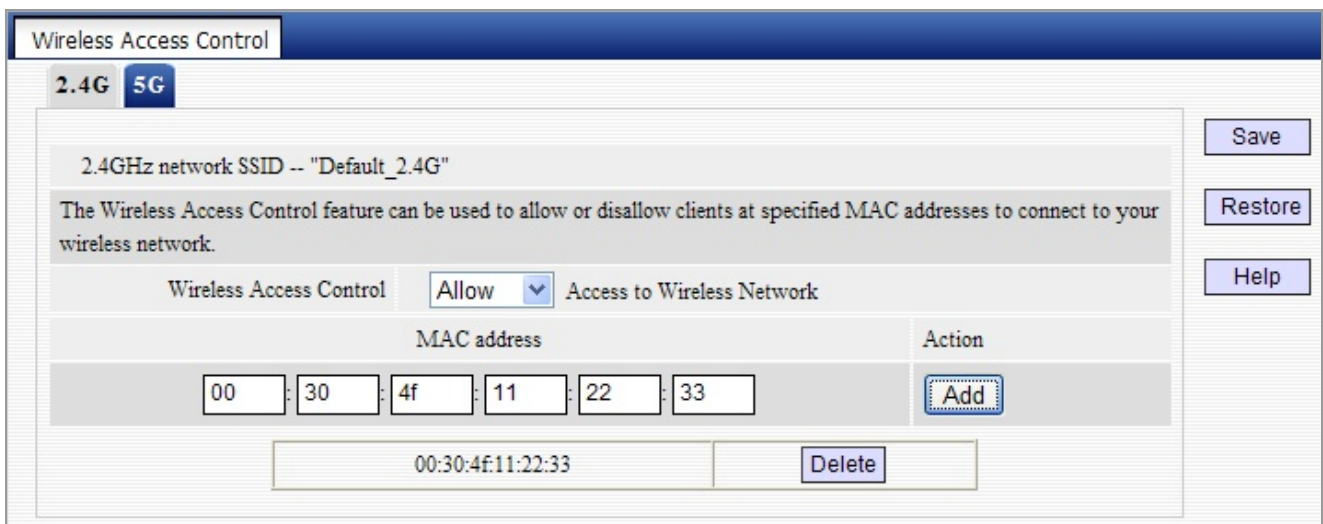 Wireless Access Control
2.4G 5G
Save
2.4GHz network SSID -- "Default_2.4G"
The Wireless Access Control feature can be used to allow or disallow clients at specified MAC addresses to connect to your
wireless network.
Restore
Wireless Access Control Allow Access to Wireless Network
Help
MAC address Action
00 : 30 : 4f : 11 : 22 : 33 Add
00:30:4f:11:22:33 Delete